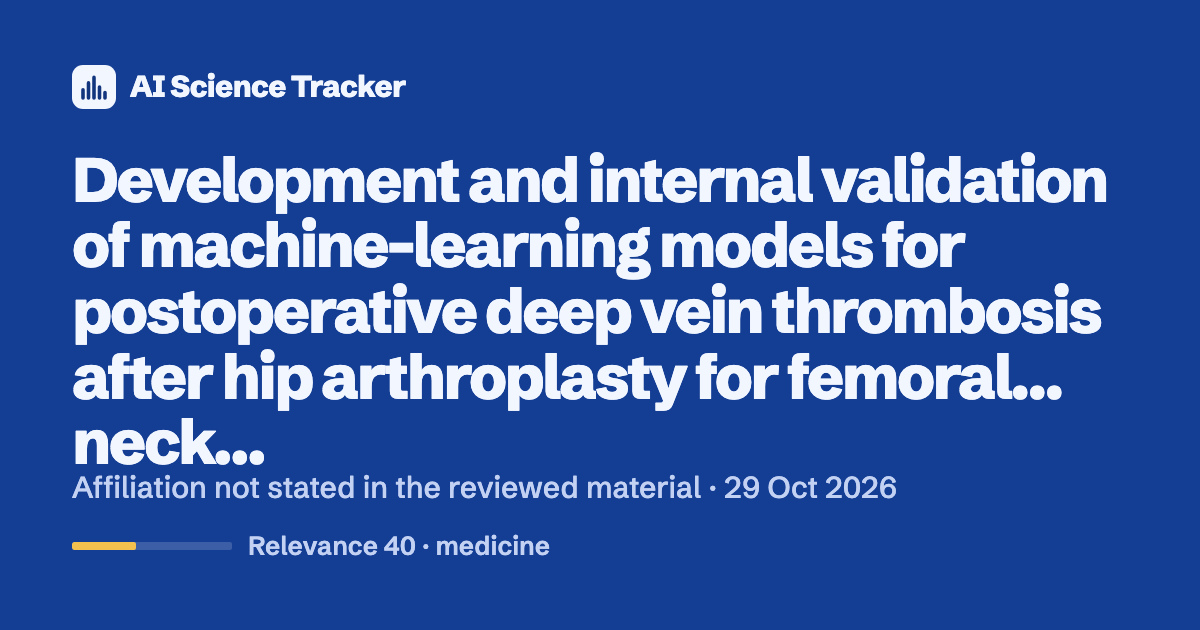 AI Science Tracker
Development and internal validation
of machine-learning models for
postoperative deep vein thrombosis
after hip arthroplasty for femoral...
neck...
Affiliation not stated in the reviewed material · 29 Oct 2026
Relevance 40 · medicine